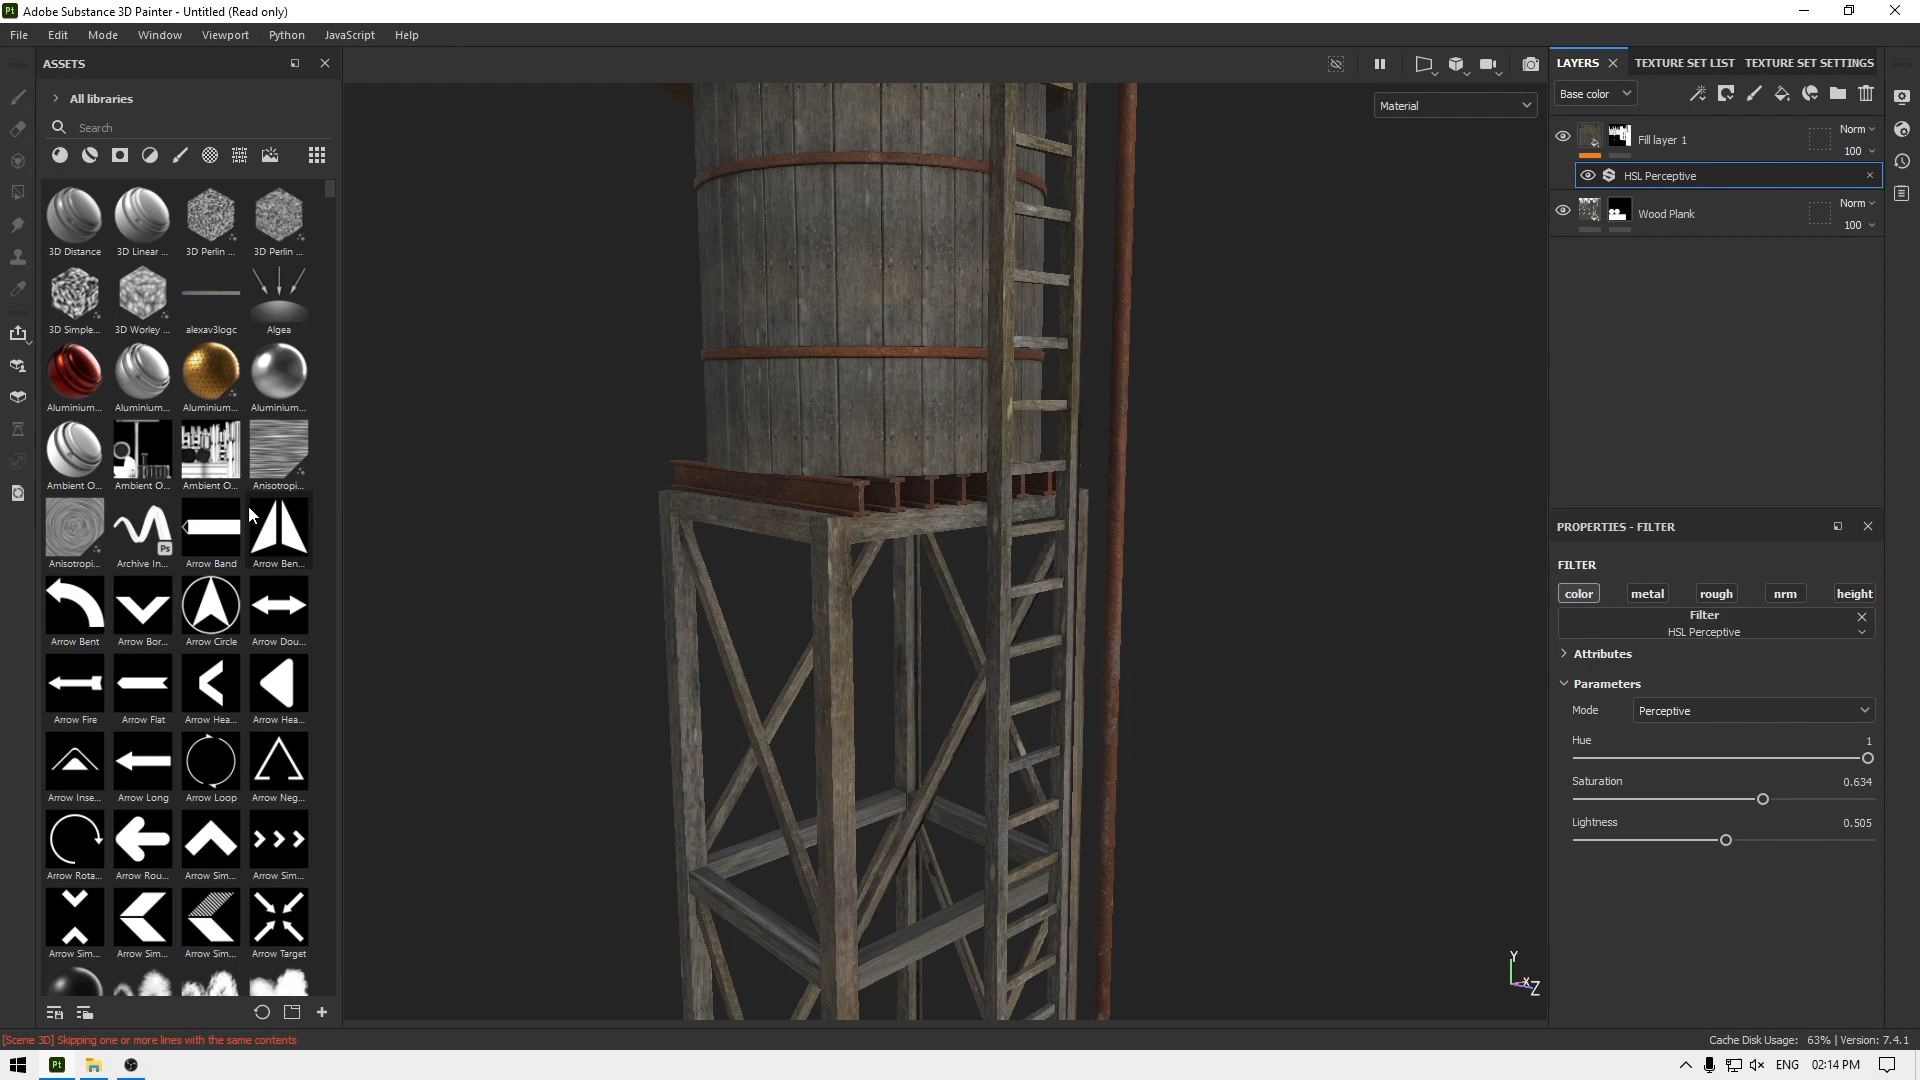 Adobe Substance 3D Painter - Untitled (Read only)
File Edit Mode Window Viewport Python JavaScript Help
ASSETS
All libraries
Search
3D Distance 3D Linear ... 3D Perlin ... 3D Perlin ...
3D Simple... 3D Worley ... alexav3logc Algea
Aluminium... Aluminium... Aluminium... Aluminium...
Ambient O... Ambient O... Ambient O... Anisotropi...
Ps
Anisotropi... Archive In... Arrow Band Arrow Ben...
Arrow Bent Arrow Bor... Arrow Circle Arrow Dou...
Arrow Fire Arrow Flat Arrow Hea... Arrow Hea...
Arrow Inse... Arrow Long Arrow Loop Arrow Neg...
Arrow Rota... Arrow Rou... Arrow Sim... Arrow Sim...
Arrow Sim... Arrow Sim... Arrow Sim... Arrow Target
Material
Y
X
Z
LAYERS TEXTURE SET LIST TEXTURE SET SETTINGS
Base color
Fill layer 1 Norm
100
HSL Perceptive
Wood Plank Norm
100
PROPERTIES - FILTER
FILTER
color metal rough nrm height
Filter
HSL Perceptive
Attributes
Parameters
Mode Perceptive
Hue 1
Saturation 0.634
Lightness 0.505
[Scene 3D] Skipping one or more lines with the same contents
Cache Disk Usage: 63% | Version: 7.4.1
Pt
ENG 02:14 PM